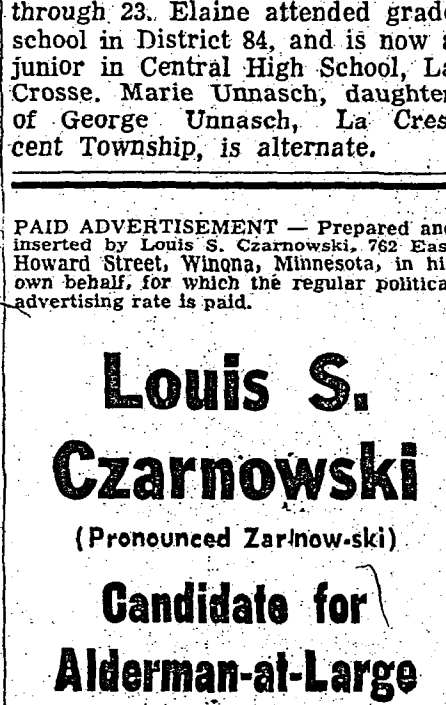 through 23. Elaine attended grade
school in District 84, and is now a
junior in Central High School, La
Crosse. Marie Unnasch, daughter
of George Unnasch, La Cres-
cent Township, is alternate.
PAID ADVERTISEMENT — Prepared and
inserted by Louis S. Czarnowski, 762 East
Howard Street, Winona, Minnesota, in his
own behalf, for which the regular political
advertising rate is paid.
Louis S.
Czarnowski
(Pronounced Zar-now-ski)
Candidate for
Alderman-at-Large